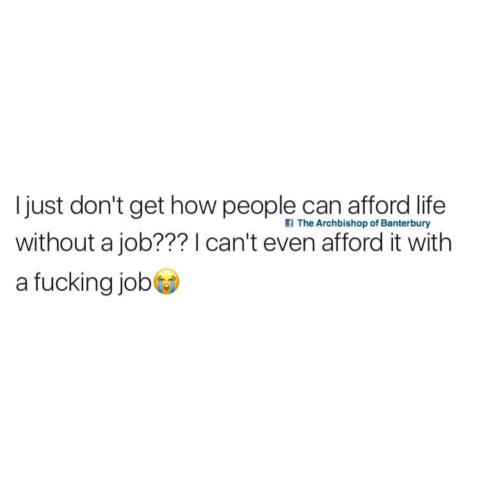 I just don't get how people can afford life
The Archbishop of Banterbury
without a job??? I can't even afford it with
a fucking job😭